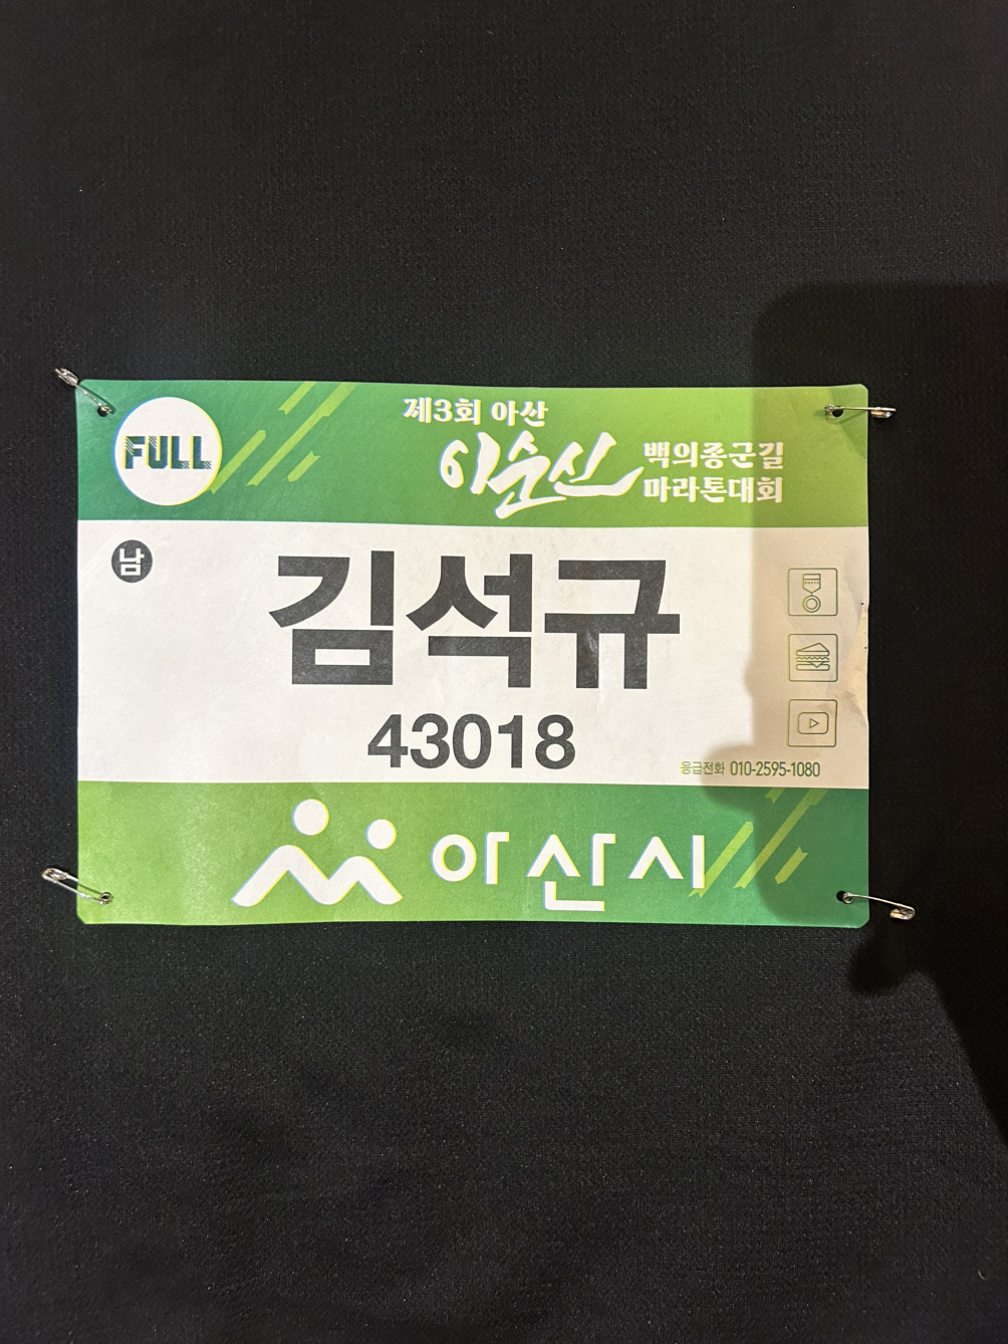 FULL
제3회 아산
이순신 백의종군길
마라톤대회
남
김석규
43018
응급전화 010-2595-1080
아산시